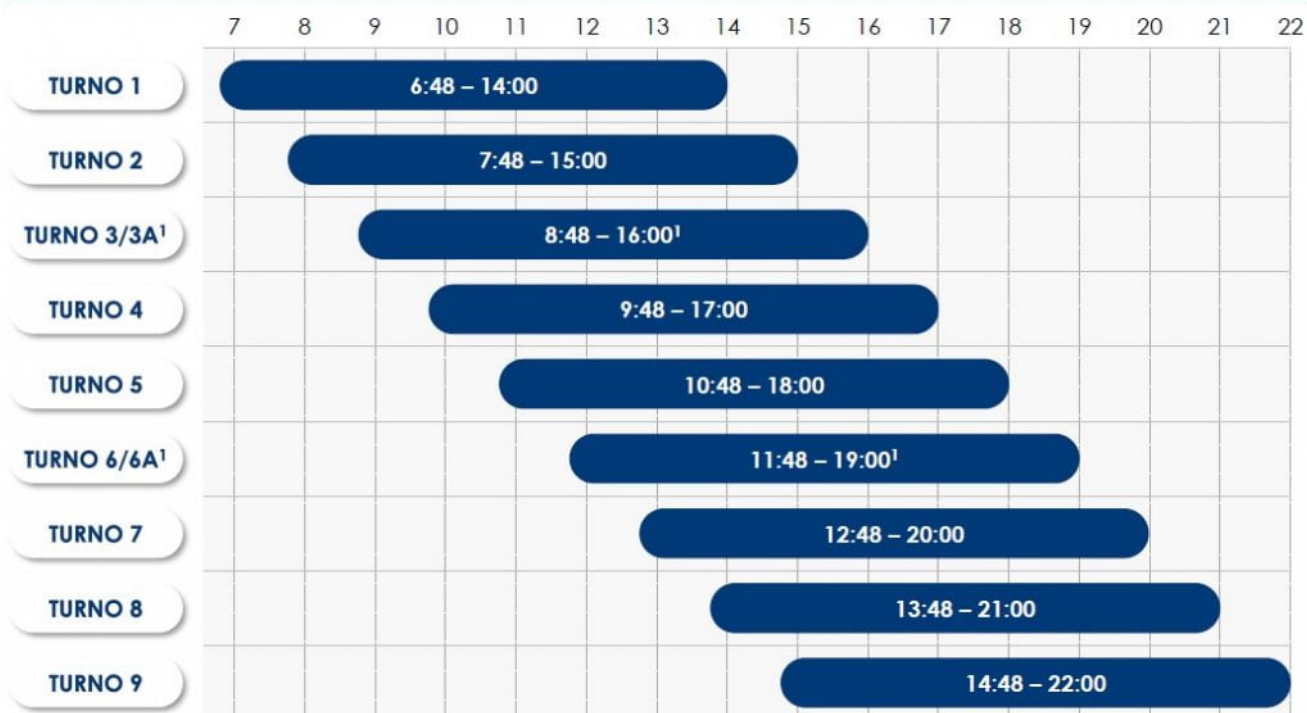 7 8 9 10 11 12 13 14 15 16 17 18 19 20 21 22
TURNO 1 6:48 – 14:00
TURNO 2 7:48 – 15:00
TURNO 3/3A¹ 8:48 – 16:00¹
TURNO 4 9:48 – 17:00
TURNO 5 10:48 – 18:00
TURNO 6/6A¹ 11:48 – 19:00¹
TURNO 7 12:48 – 20:00
TURNO 8 13:48 – 21:00
TURNO 9 14:48 – 22:00